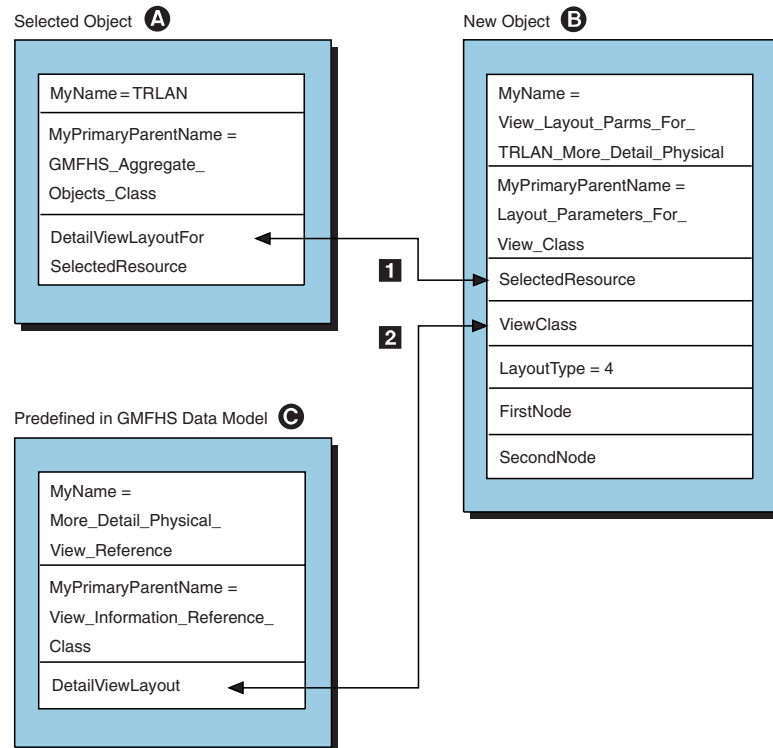 Selected Object A
MyName = TRLAN
MyPrimaryParentName =
GMFHS_Aggregate_
Objects_Class
DetailViewLayoutFor
SelectedResource
1
2
New Object B
MyName =
View_Layout_Parms_For_
TRLAN_More_Detail_Physical
MyPrimaryParentName =
Layout_Parameters_For_
View_Class
SelectedResource
ViewClass
LayoutType = 4
FirstNode
SecondNode
Predefined in GMFHS Data Model C
MyName =
More_Detail_Physical_
View_Reference
MyPrimaryParentName =
View_Information_Reference_
Class
DetailViewLayout